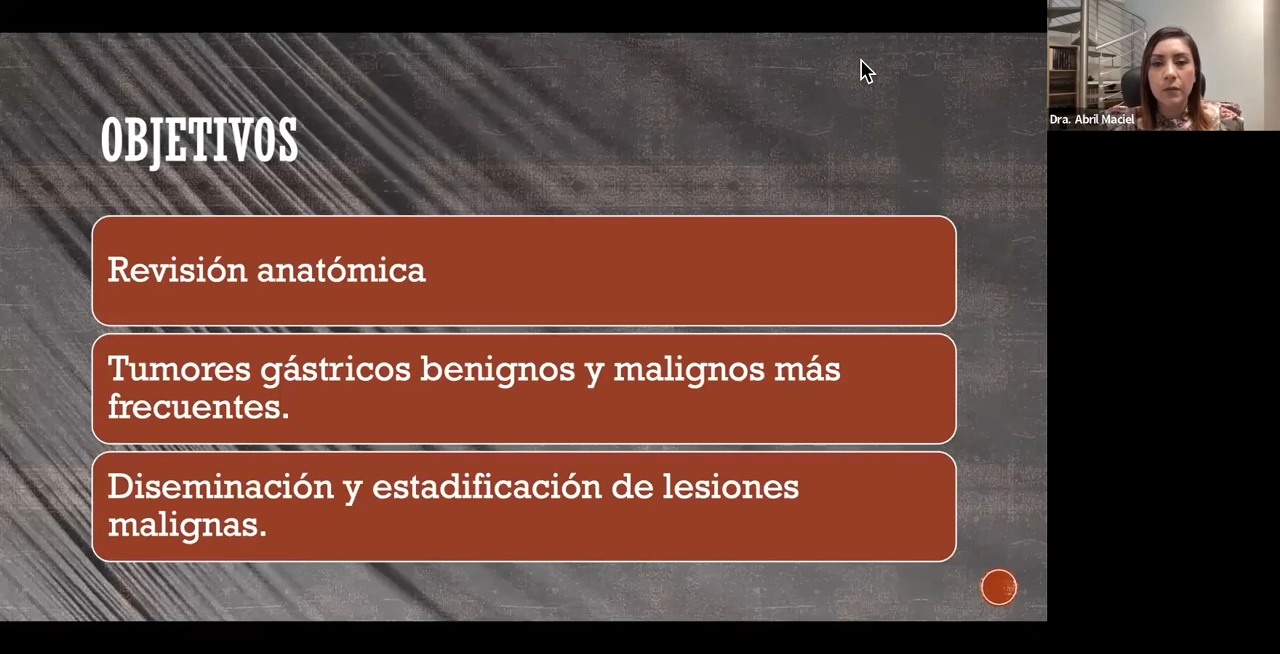 OBJETIVOS
Revisión anatómica
Tumores gástricos benignos y malignos más
frecuentes.
Diseminación y estadificación de lesiones
malignas.
Dra. Abril Maciel